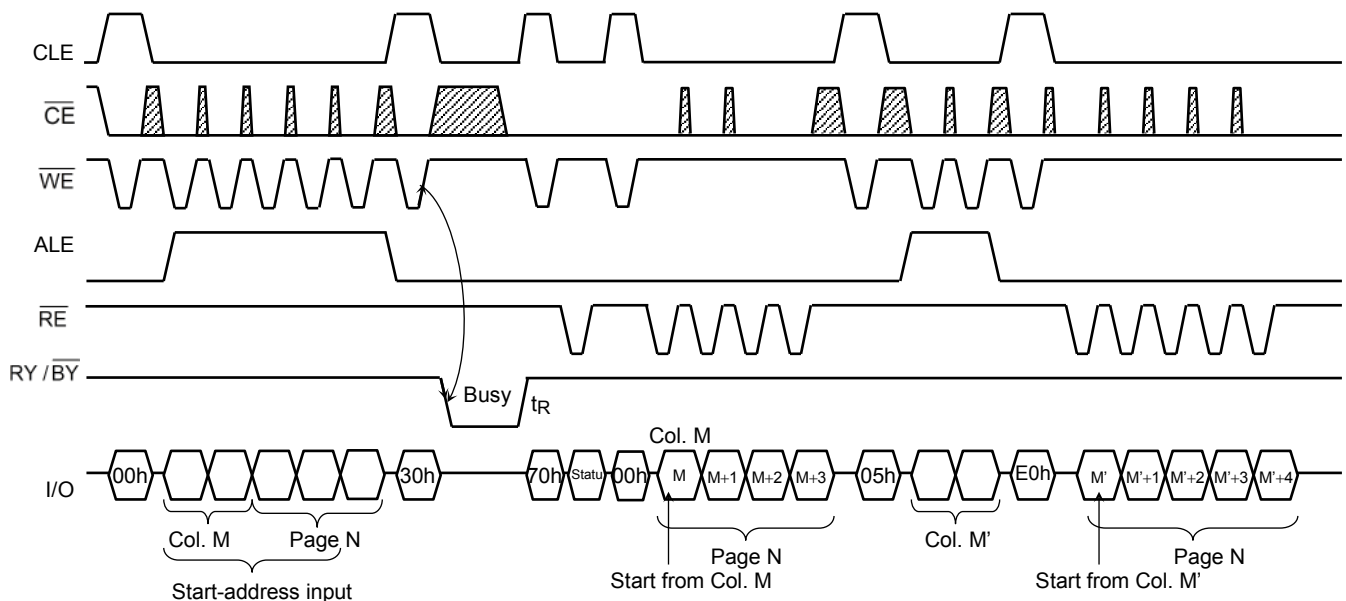 CLE
CE
WE
ALE
RE
RY / BY
Busy
tR
Col. M
I/O
00h
30h
70h
Statu
00h
M
M+1
M+2
M+3
05h
E0h
M'
M'+1
M'+2
M'+3
M'+4
Col. M
Page N
Page N
Col. M'
Page N
Start from Col. M
Start from Col. M'
Start-address input